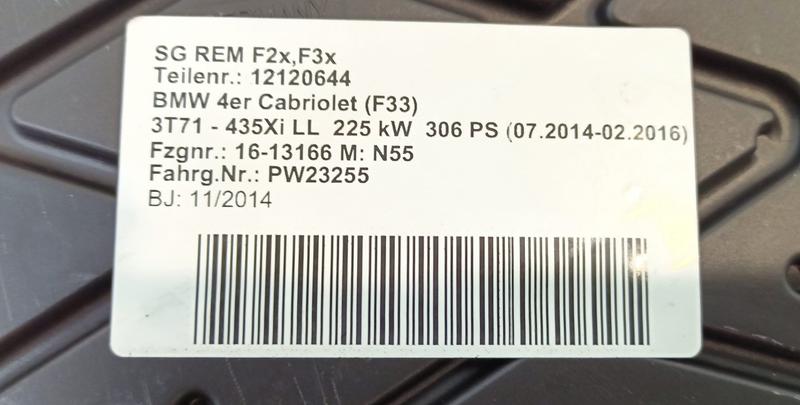 SG REM F2x,F3x
Teilenr.: 12120644
BMW 4er Cabriolet (F33)
3T71 - 435Xi LL 225 kW 306 PS (07.2014-02.2016)
Fzgnr.: 16-13166 M: N55
Fahrg.Nr.: PW23255
BJ: 11/2014